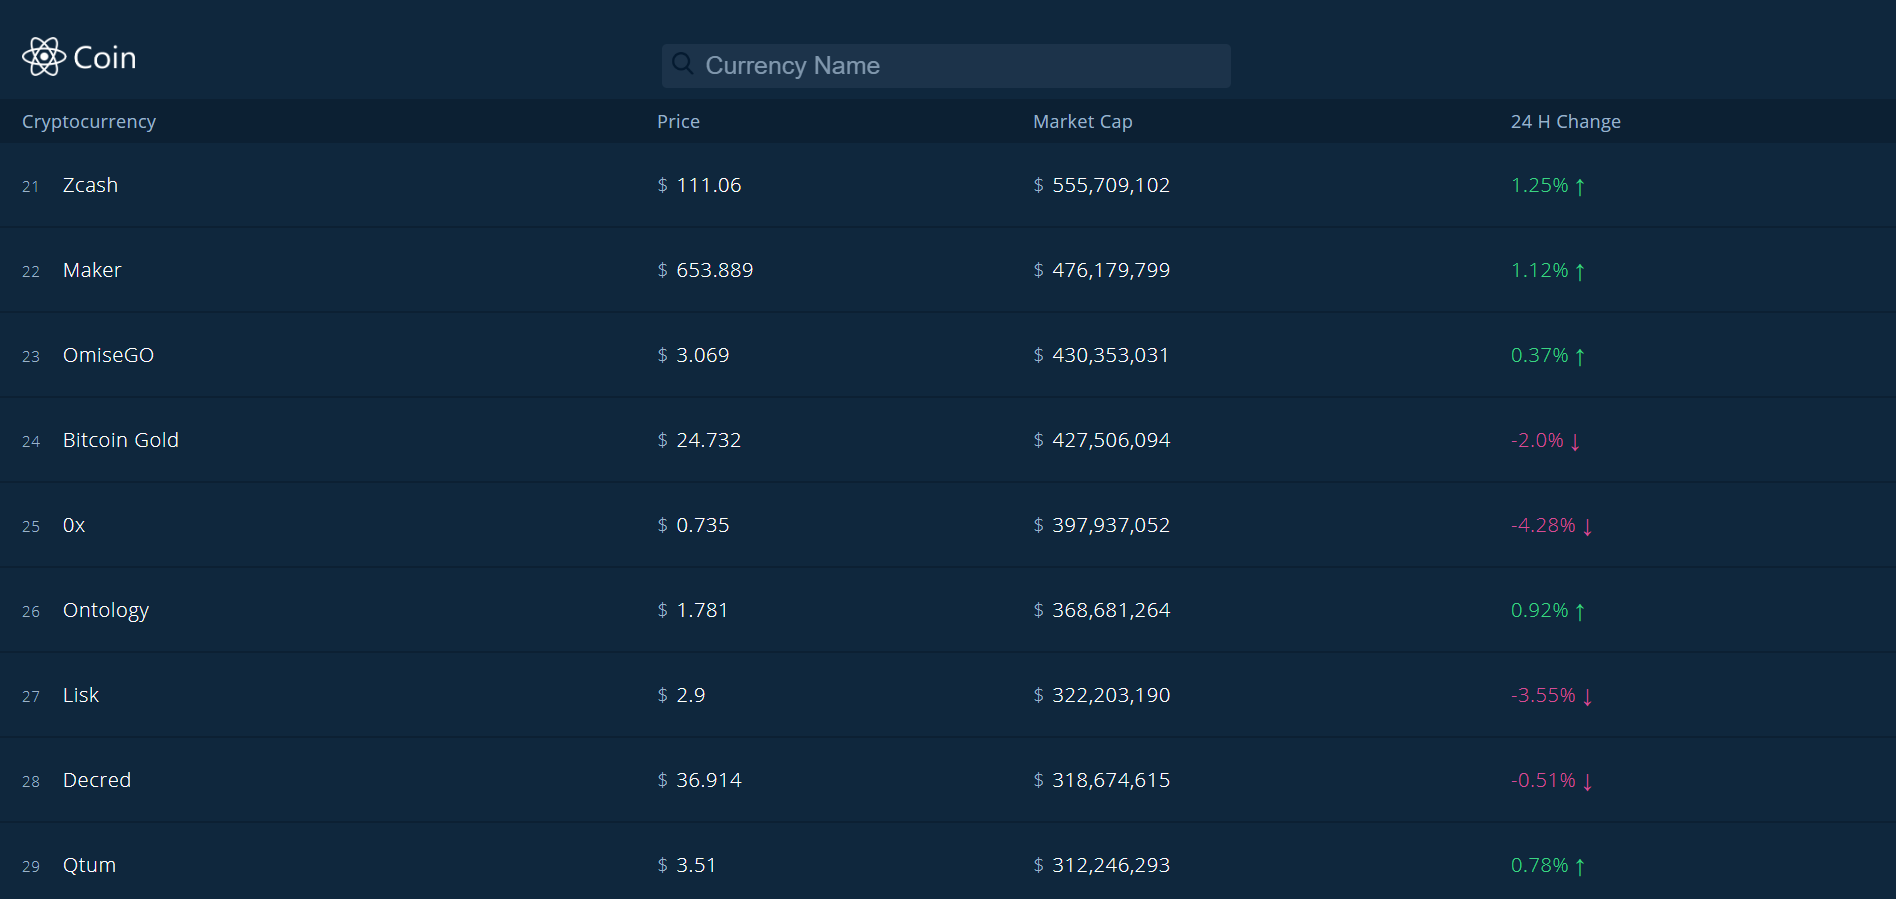 Coin
Currency Name
Cryptocurrency Price Market Cap 24 H Change
21 Zcash $ 111.06 $ 555,709,102 1.25% ↑
22 Maker $ 653.889 $ 476,179,799 1.12% ↑
23 OmiseGO $ 3.069 $ 430,353,031 0.37% ↑
24 Bitcoin Gold $ 24.732 $ 427,506,094 -2.0% ↓
25 0x $ 0.735 $ 397,937,052 -4.28% ↓
26 Ontology $ 1.781 $ 368,681,264 0.92% ↑
27 Lisk $ 2.9 $ 322,203,190 -3.55% ↓
28 Decred $ 36.914 $ 318,674,615 -0.51% ↓
29 Qtum $ 3.51 $ 312,246,293 0.78% ↑